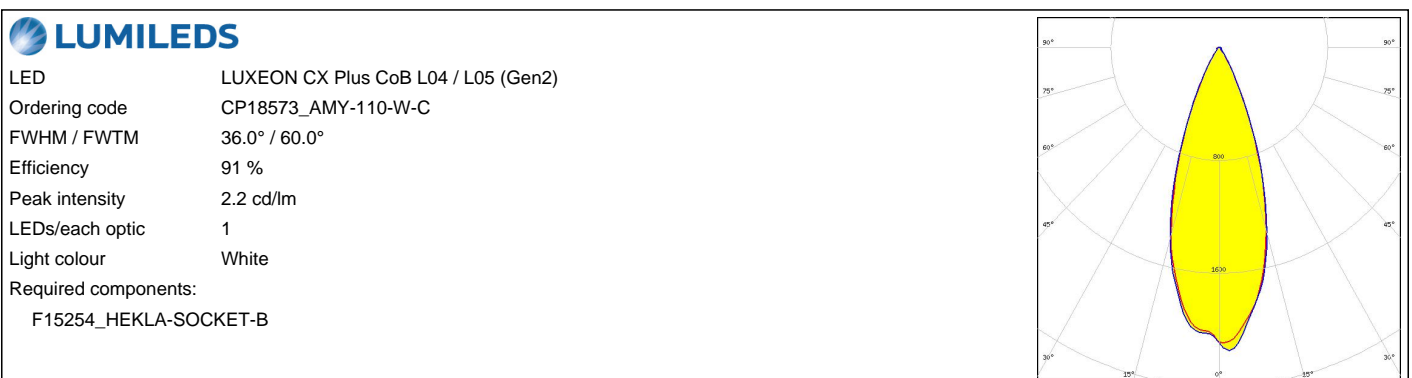 LUMILEDS
LED LUXEON CX Plus CoB L04 / L05 (Gen2)
Ordering code CP18573_AMY-110-W-C
FWHM / FWTM 36.0° / 60.0°
Efficiency 91 %
Peak intensity 2.2 cd/lm
LEDs/each optic 1
Light colour White
Required components:
F15254_HEKLA-SOCKET-B
90° 90°
75° 75°
60° 60°
800
45° 45°
1600
30° 30°
15° 0° 15°